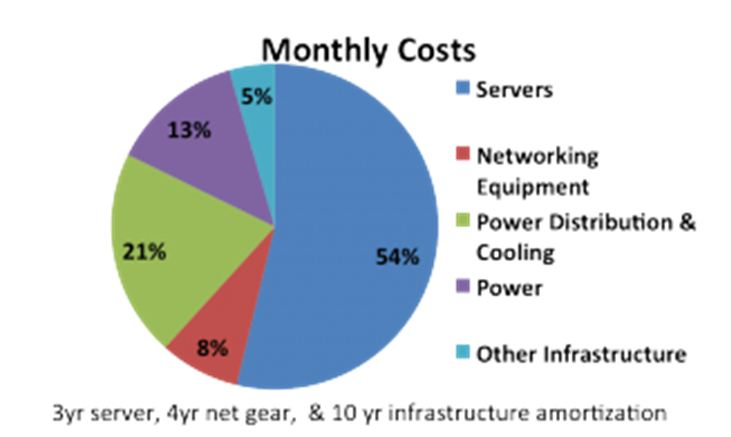 Monthly Costs
5%
13%
21%
54%
8%
Servers
Networking
Equipment
Power Distribution &
Cooling
Power
Other Infrastructure
3yr server, 4yr net gear, & 10 yr infrastructure amortization